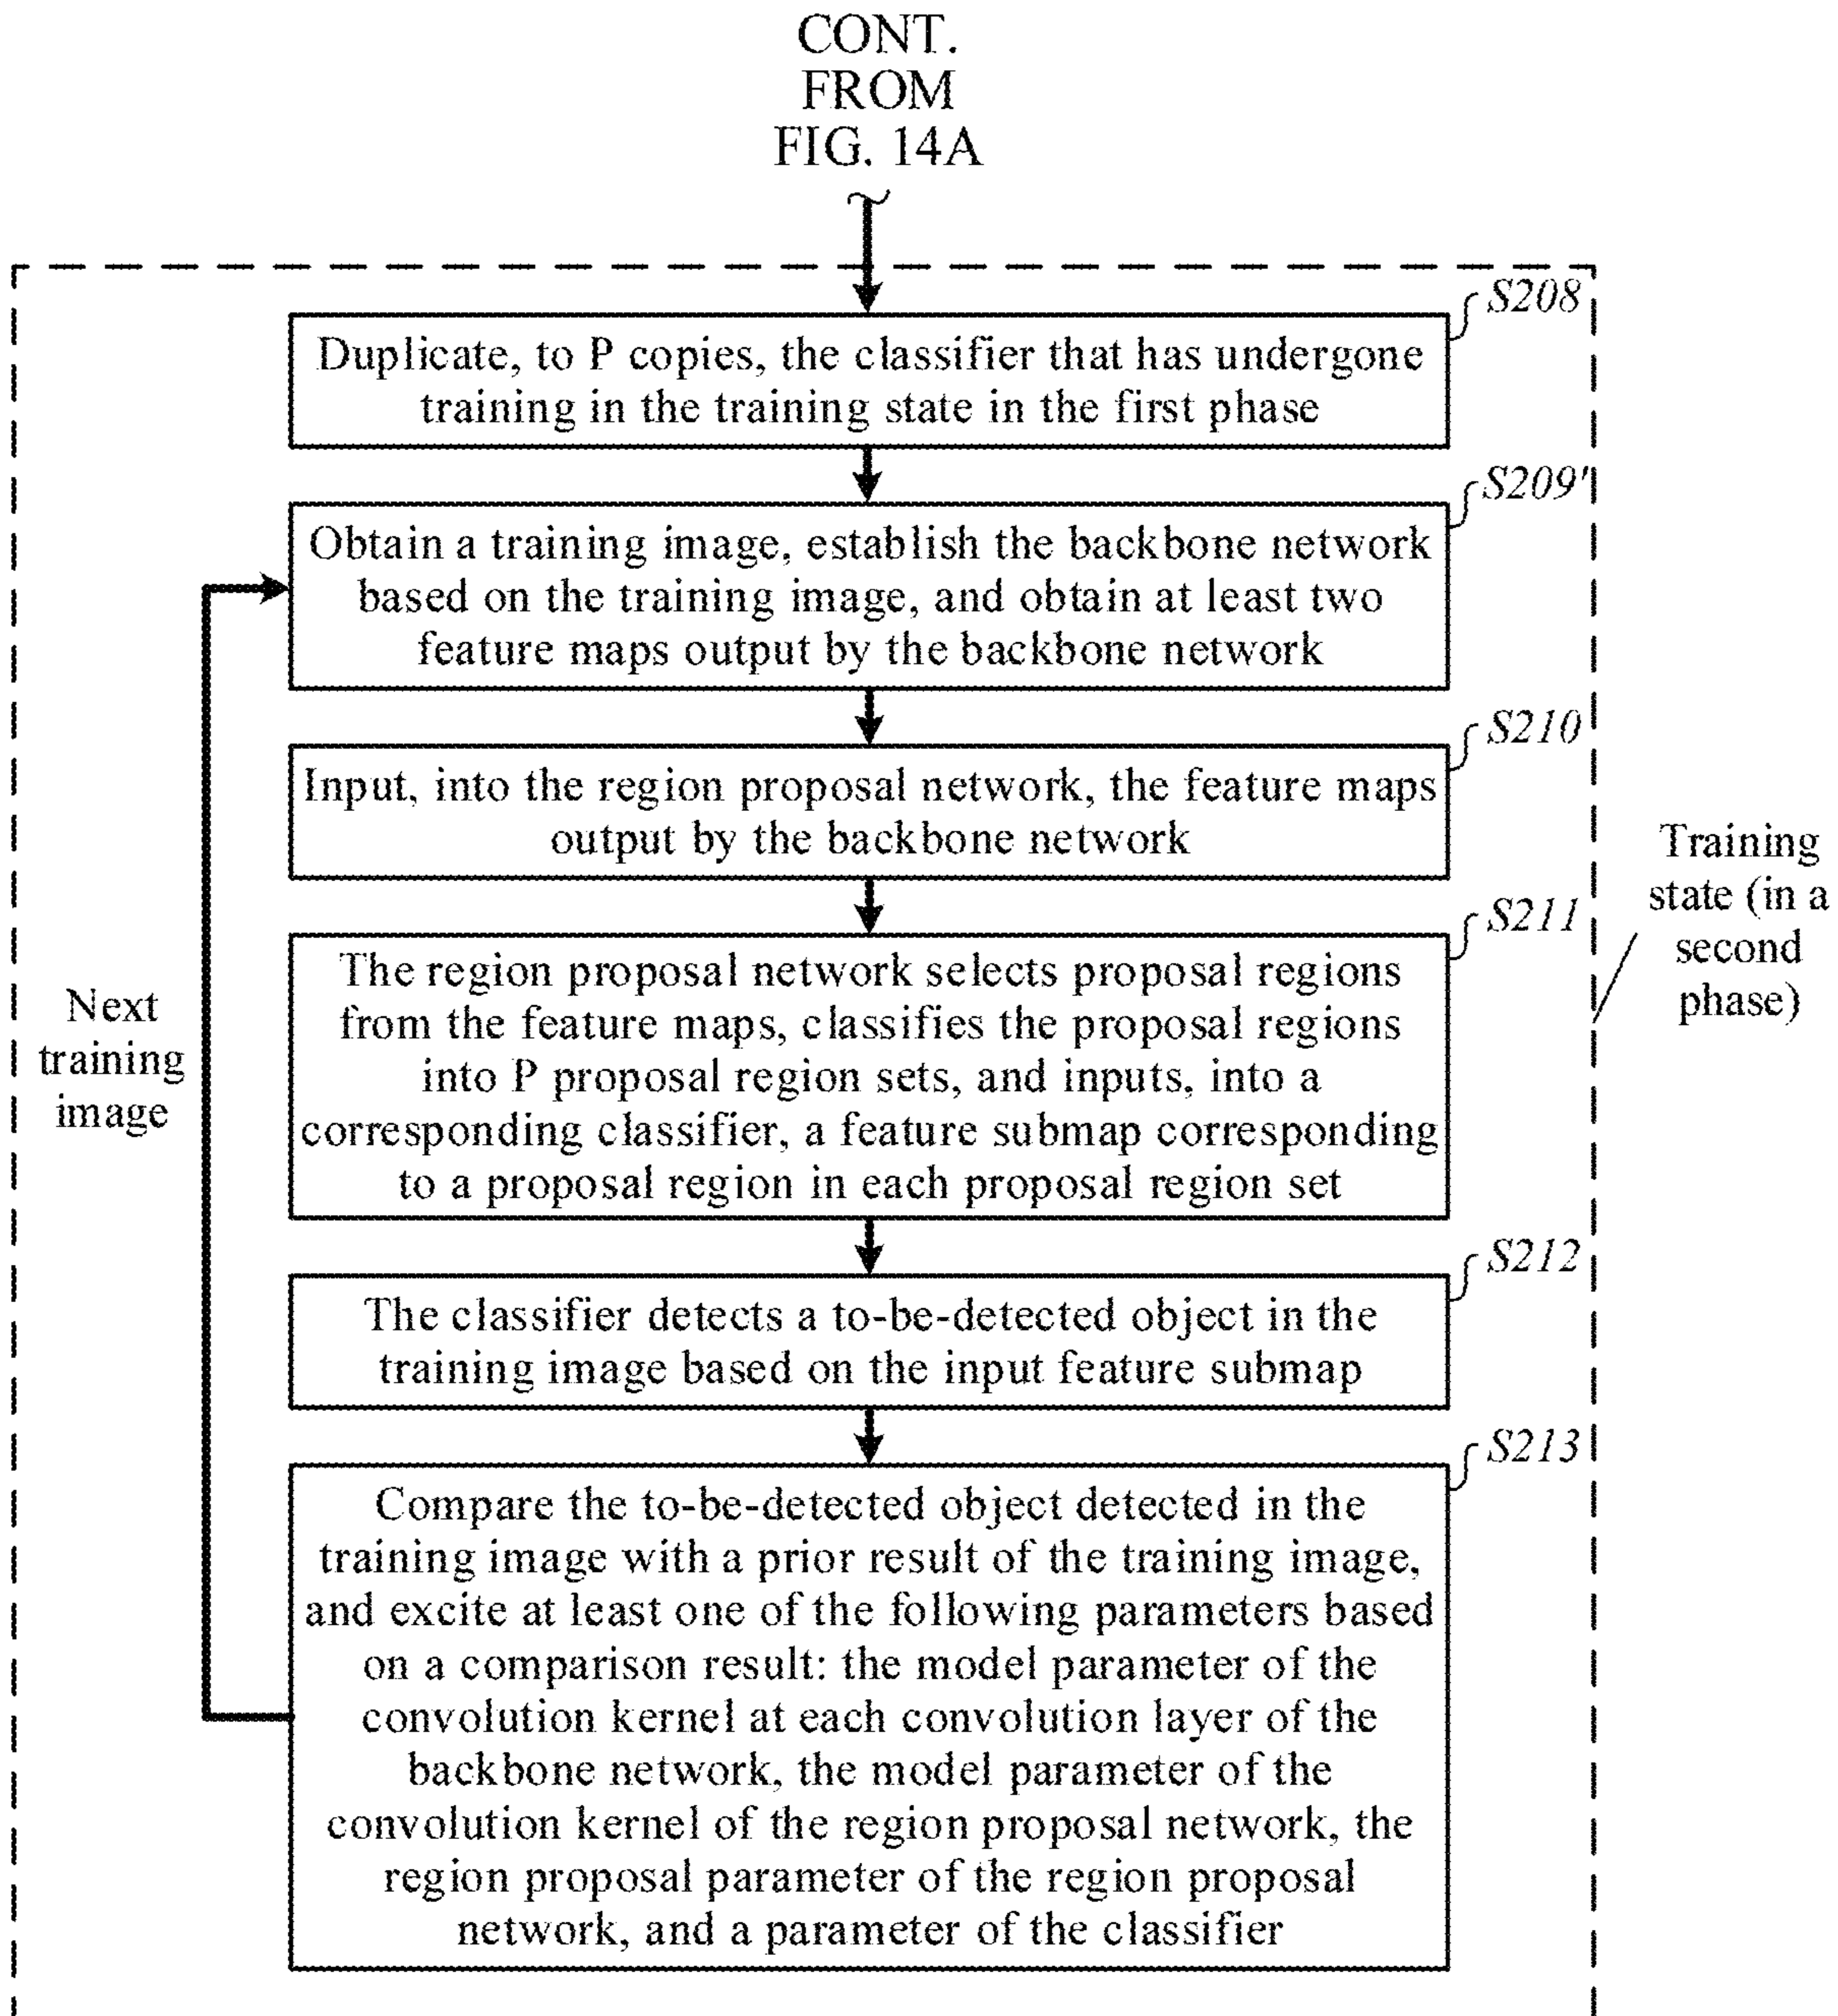 CONT.
FROM
FIG. 14A
S208
Duplicate, to P copies, the classifier that has undergone
training in the training state in the first phase
S209'
Obtain a training image, establish the backbone network
based on the training image, and obtain at least two
feature maps output by the backbone network
S210
Input, into the region proposal network, the feature maps
output by the backbone network
S211
The region proposal network selects proposal regions
from the feature maps, classifies the proposal regions
into P proposal region sets, and inputs, into a
corresponding classifier, a feature submap corresponding
to a proposal region in each proposal region set
S212
The classifier detects a to-be-detected object in the
training image based on the input feature submap
S213
Compare the to-be-detected object detected in the
training image with a prior result of the training image,
and excite at least one of the following parameters based
on a comparison result: the model parameter of the
convolution kernel at each convolution layer of the
backbone network, the model parameter of the
convolution kernel of the region proposal network, the
region proposal parameter of the region proposal
network, and a parameter of the classifier
Next
training
image
Training
state (in a
second
phase)